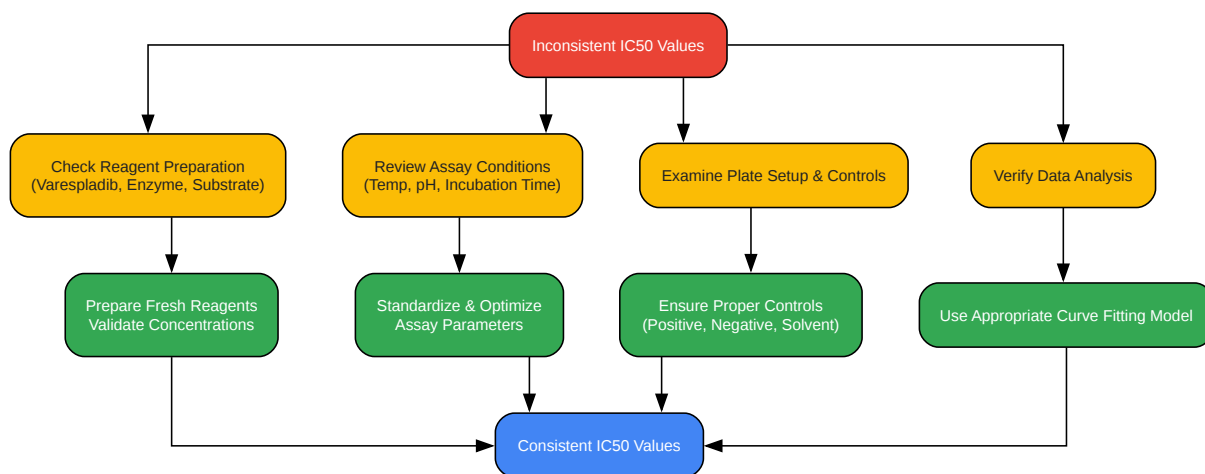 Inconsistent IC50 Values
Check Reagent Preparation
(Varespladib, Enzyme, Substrate)
Review Assay Conditions
(Temp, pH, Incubation Time)
Examine Plate Setup & Controls
Verify Data Analysis
Prepare Fresh Reagents
Validate Concentrations
Standardize & Optimize
Assay Parameters
Ensure Proper Controls
(Positive, Negative, Solvent)
Use Appropriate Curve Fitting Model
Consistent IC50 Values